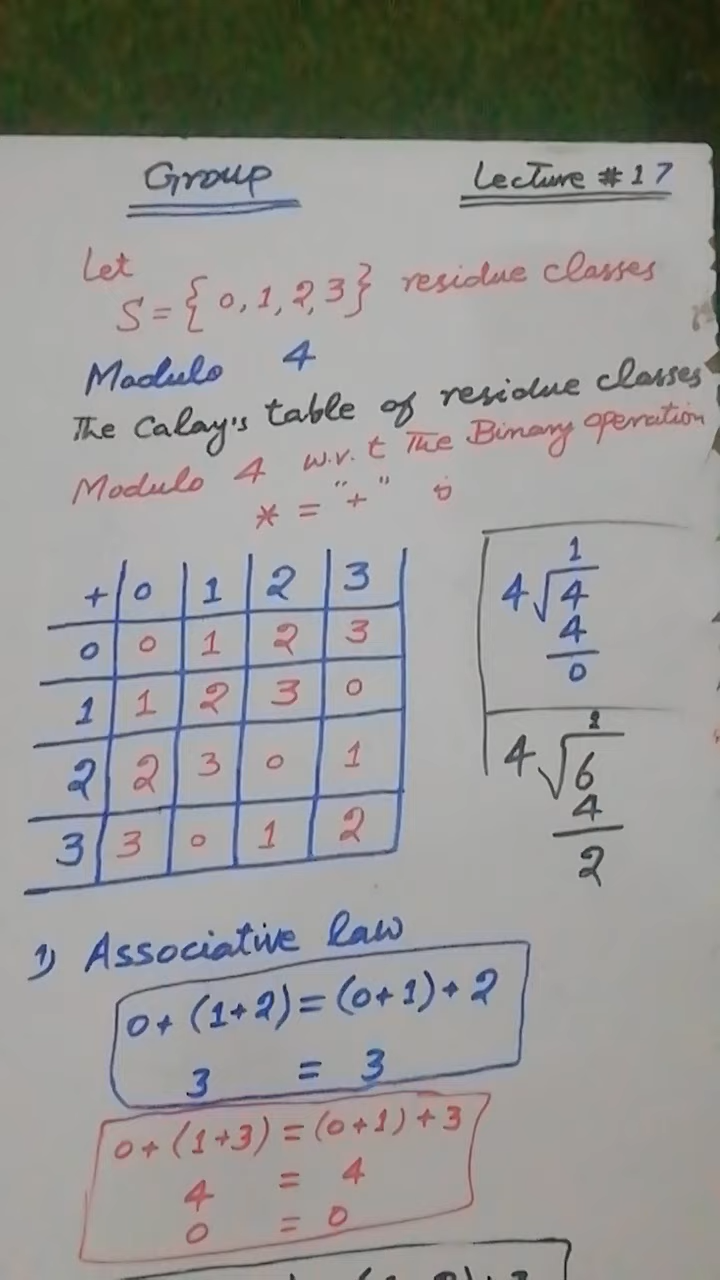 Group Lecture # 17
Let
S = { 0, 1, 2, 3 } residue classes
Madulo 4
The Calay's table of residue classes
Modulo 4 w.r.t The Binary operation
* = "+" is
+ 0 1 2 3
0 0 1 2 3
1 1 2 3 0
2 2 3 0 1
3 3 0 1 2
1
4 √4
4
0
1
4 √6
4
2
1) Associative law
0 + (1+2) = (0+1) + 2
3 = 3
0 + (1+3) = (0+1) + 3
4 = 4
0 = 0